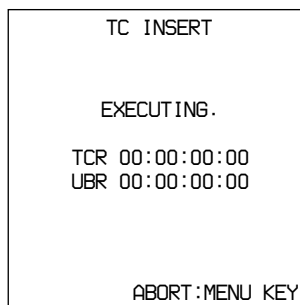 TC INSERT
EXECUTING.
TCR 00:00:00:00
UBR 00:00:00:00
ABORT:MENU KEY